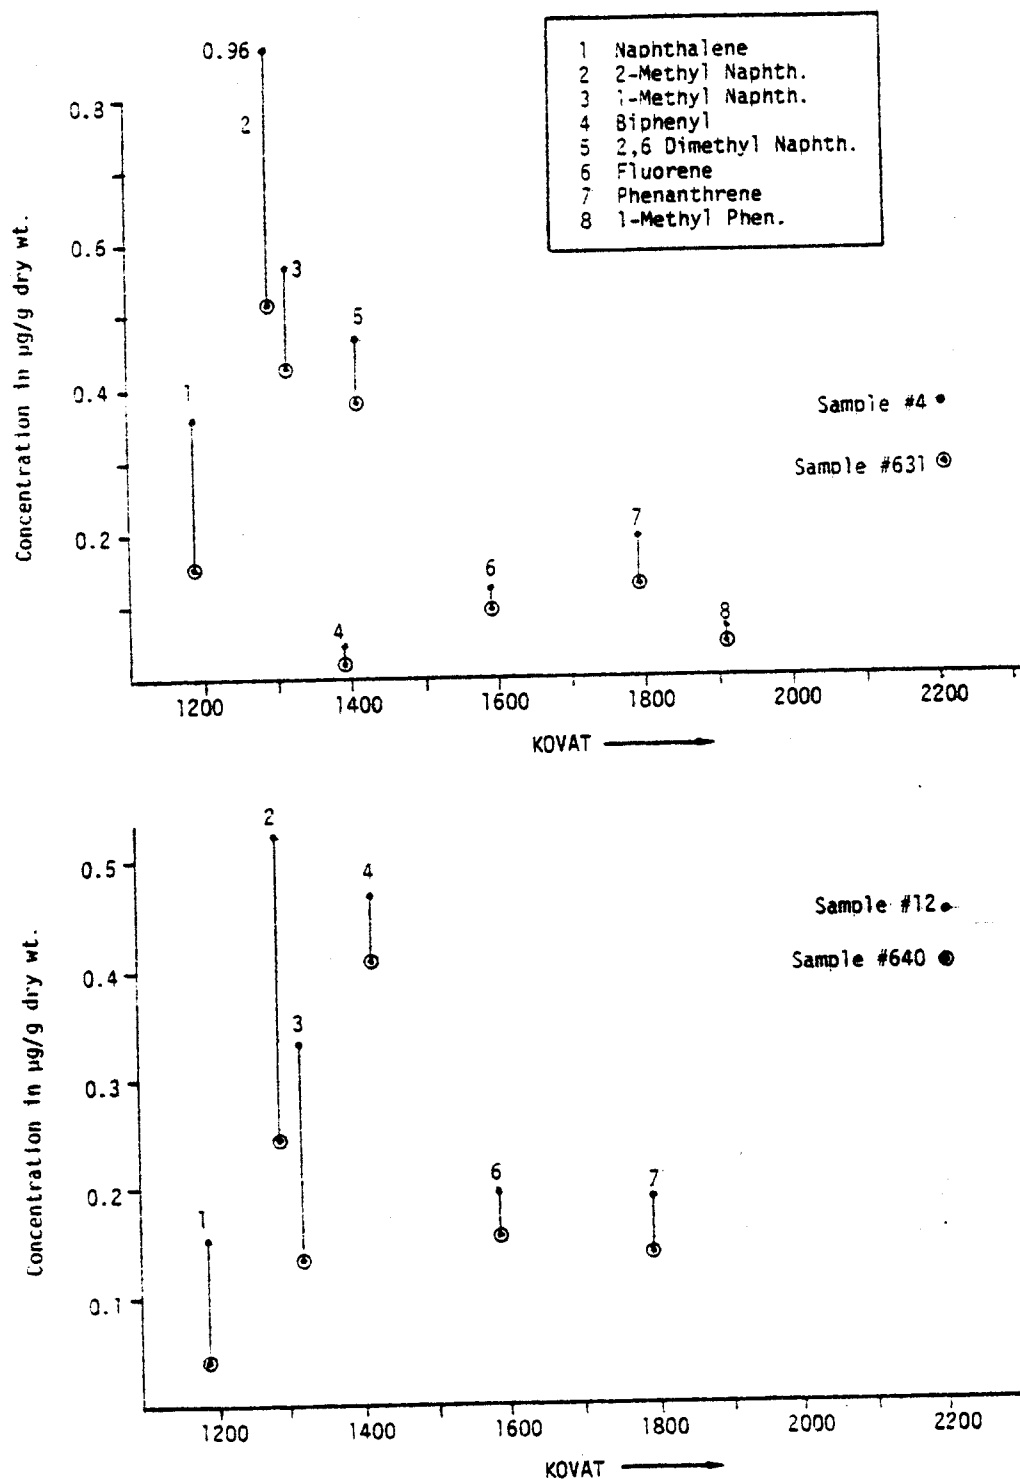 1 Naphthalene
2 2-Methyl Naphth.
3 1-Methyl Naphth.
4 Biphenyl
5 2,6 Dimethyl Naphth.
6 Fluorene
7 Phenanthrene
8 1-Methyl Phen.
Concentration in µg/g dry wt.
0.96
0.8
2
0.6
3
5
0.4
1
Sample #4
Sample #631
0.2
7
6
8
4
1200 1400 1600 1800 2000 2200
KOVAT
Concentration in µg/g dry wt.
2
0.5
4
Sample #12
Sample #640
0.4
3
0.3
0.2
6
7
1
0.1
1200 1400 1600 1800 2000 2200
KOVAT